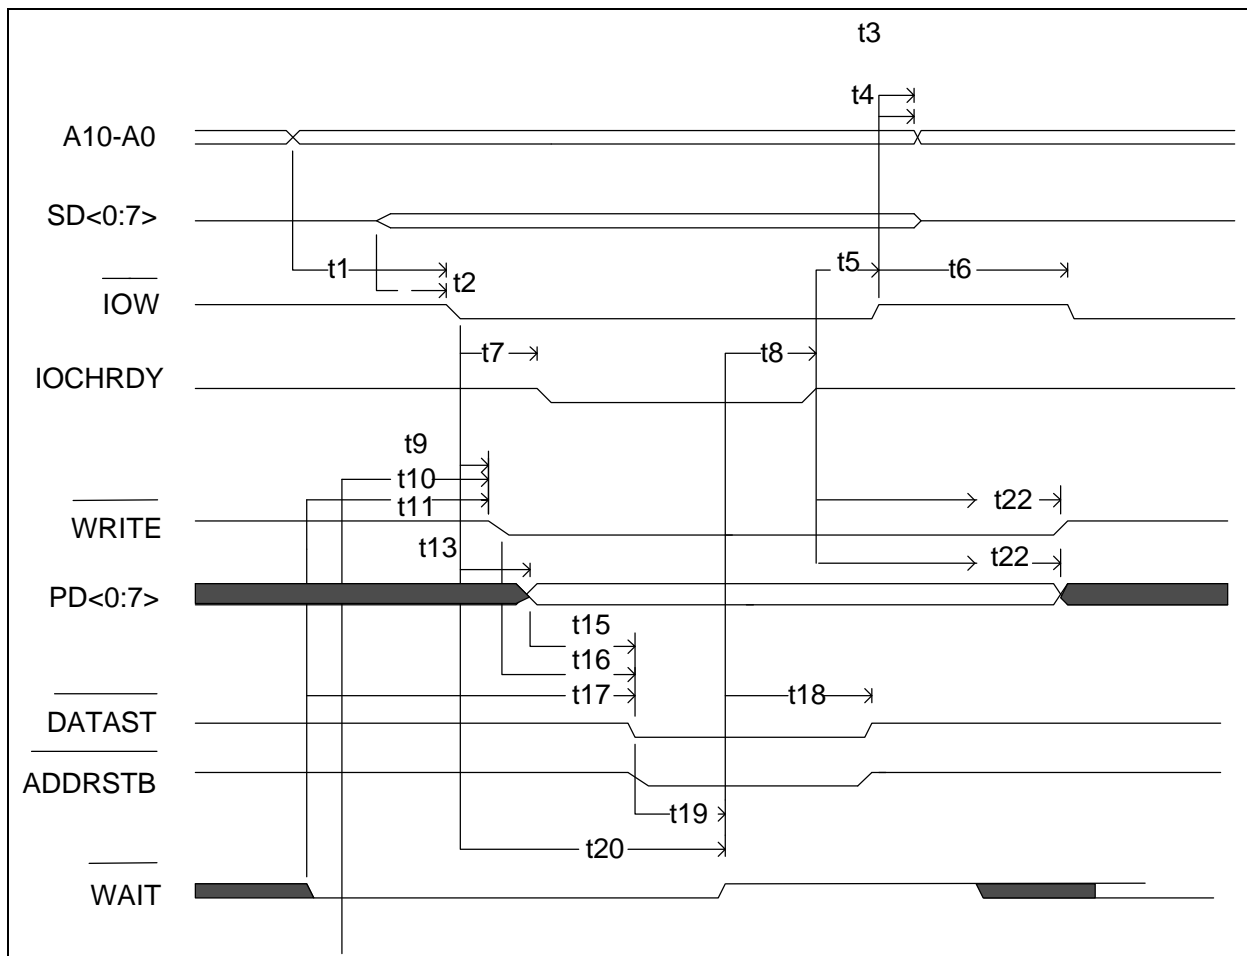 t3
t4
A10-A0
SD<0:7>
t1
t2
t5
t6
IOW
t7
t8
IOCHRDY
t9
t10
t11
t22
WRITE
t13
t22
PD<0:7>
t15
t16
t17
t18
DATAST
ADDRSTB
t19
t20
WAIT